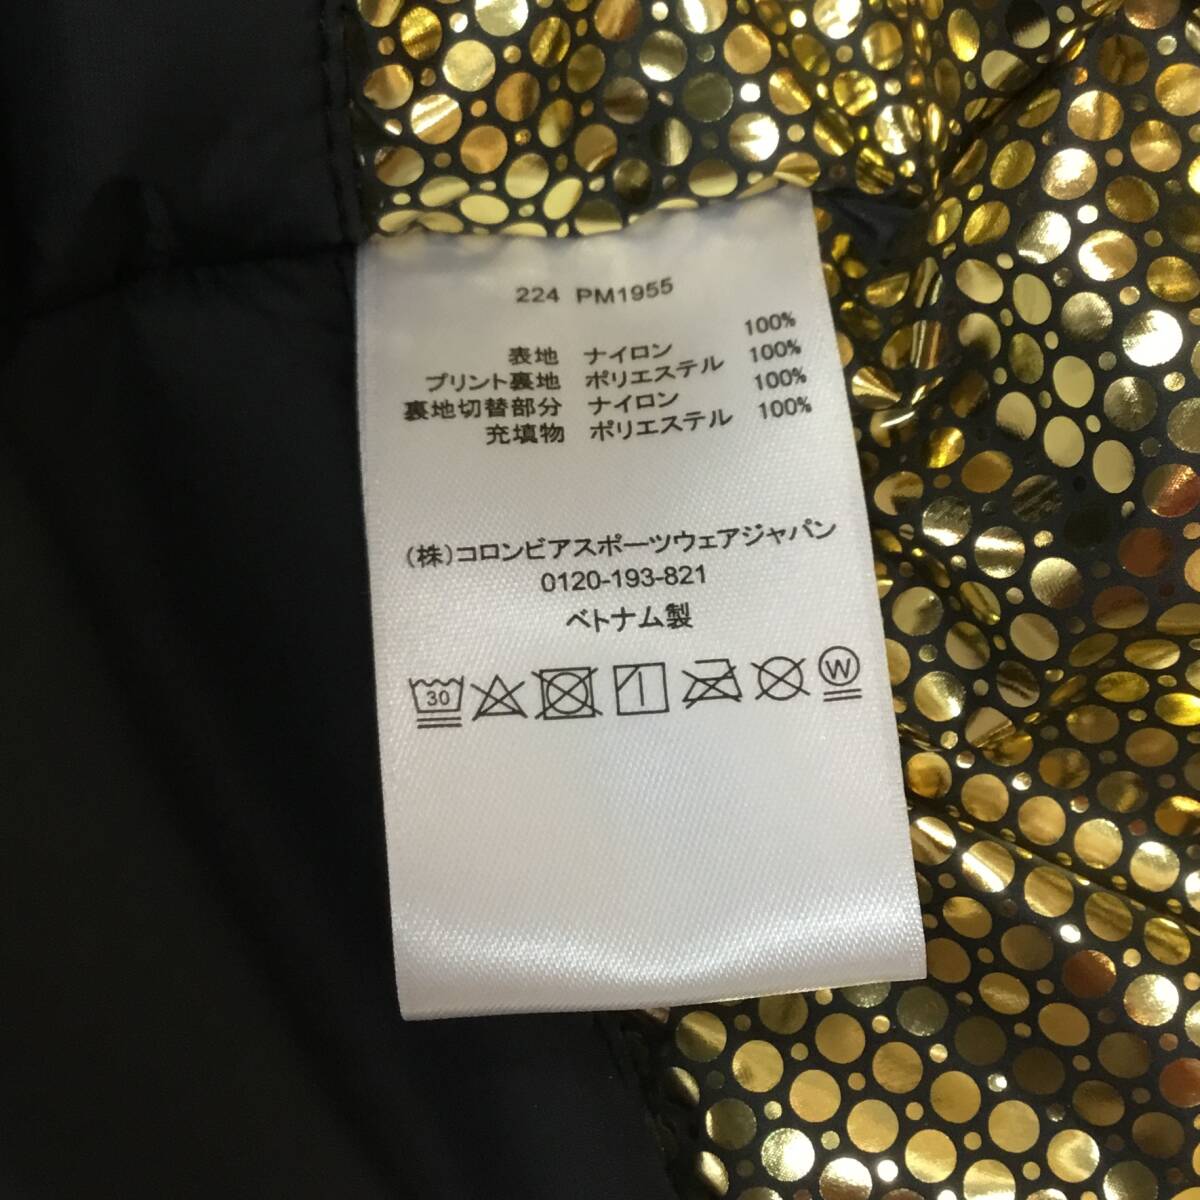 224 PM1955
表地 ナイロン 100%
プリント裏地 ポリエステル 100%
裏地切替部分 ナイロン 100%
充填物 ポリエステル 100%
(株)コロンビアスポーツウェアジャパン
0120-193-821
ベトナム製
30 W